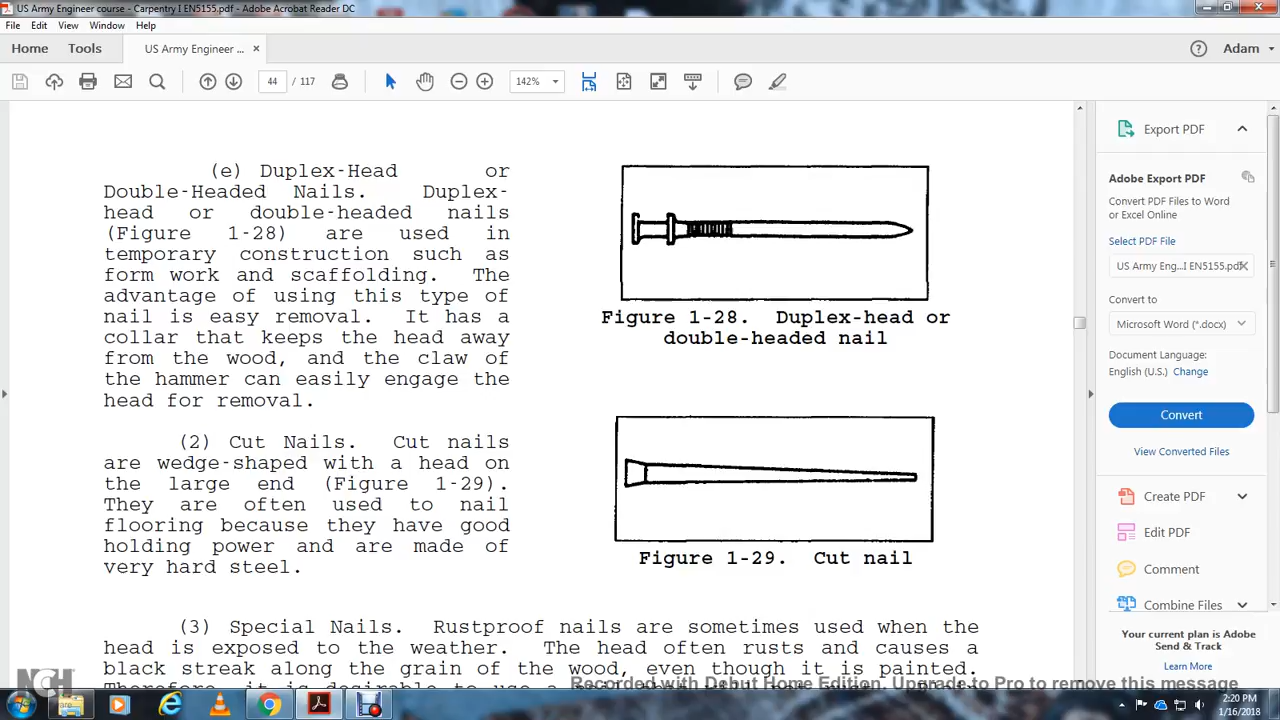 US Army Engineer course - Carpentry I EN5155.pdf - Adobe Acrobat Reader DC
File Edit View Window Help
Home Tools US Army Engineer ... × Adam
44 / 117 142%
(e) Duplex-Head or
Double-Headed Nails. Duplex-
head or double-headed nails
(Figure 1-28) are used in
temporary construction such as
form work and scaffolding. The
advantage of using this type of
nail is easy removal. It has a
collar that keeps the head away
from the wood, and the claw of
the hammer can easily engage the
head for removal.
Figure 1-28. Duplex-head or
double-headed nail
(2) Cut Nails. Cut nails
are wedge-shaped with a head on
the large end (Figure 1-29).
They are often used to nail
flooring because they have good
holding power and are made of
very hard steel.
Figure 1-29. Cut nail
(3) Special Nails. Rustproof nails are sometimes used when the
head is exposed to the weather. The head often rusts and causes a
black streak along the grain of the wood, even though it is painted.
Therefore, it is desirable to use a
Export PDF
Adobe Export PDF
Convert PDF Files to Word
or Excel Online
Select PDF File
US Army Eng...I EN5155.pdf
Convert to
Microsoft Word (*.docx)
Document Language:
English (U.S.) Change
Convert
View Converted Files
Create PDF
Edit PDF
Comment
Combine Files
Your current plan is Adobe
Send & Track
Learn More
NCH
Recorded with Debut Home Edition. Upgrade to Pro to remove this message
2:20 PM
1/16/2018